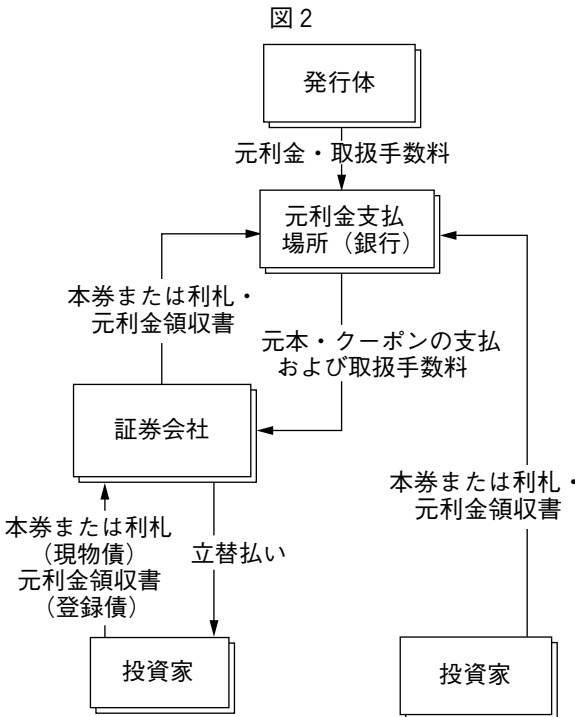 図2
発行体
元利金・取扱手数料
元利金支払
場所（銀行）
本券または利札・
元利金領収書
元本・クーポンの支払
および取扱手数料
証券会社
本券または利札・
元利金領収書
本券または利札
（現物債）
元利金領収書
（登録債）
立替払い
投資家
投資家